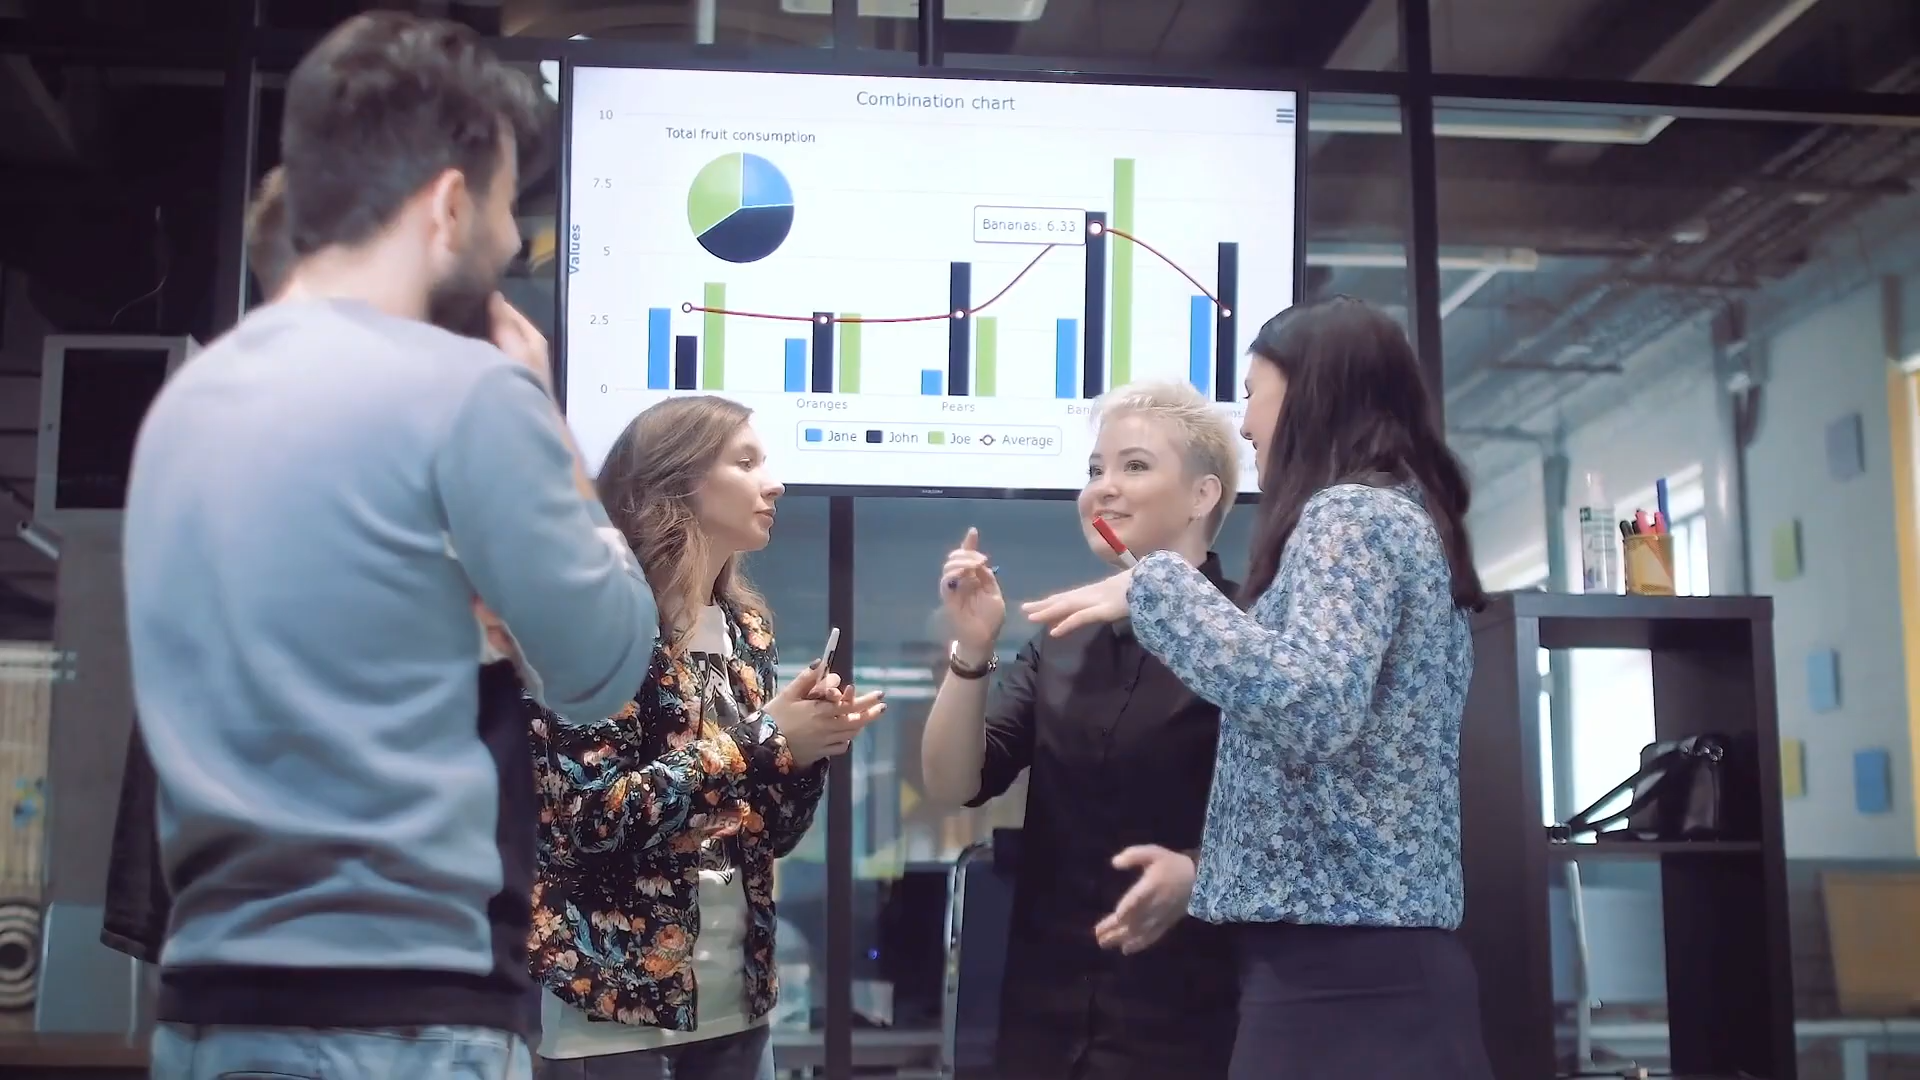 Combination chart
Total fruit consumption
10
7.5
5
2.5
0
Values
Bananas: 6.33
Oranges
Pears
Jane
John
Joe
Average